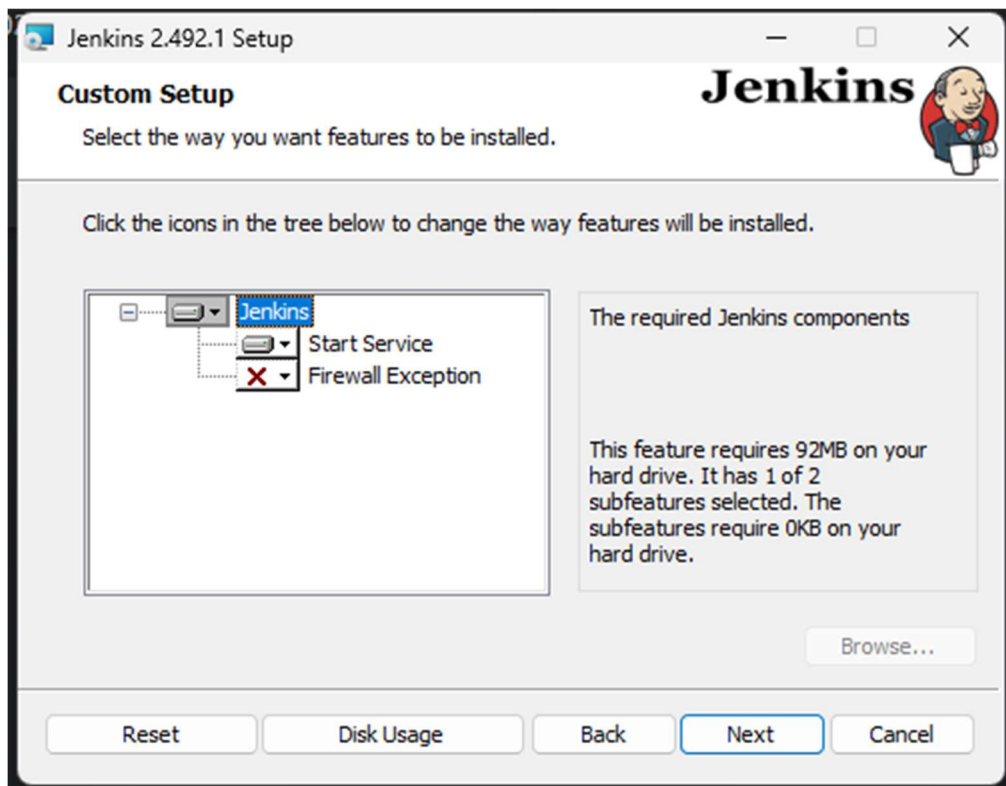 Jenkins 2.492.1 Setup
Custom Setup
Jenkins
Select the way you want features to be installed.
Click the icons in the tree below to change the way features will be installed.
Jenkins
Start Service
Firewall Exception
The required Jenkins components
This feature requires 92MB on your
hard drive. It has 1 of 2
subfeatures selected. The
subfeatures require 0KB on your
hard drive.
Browse...
Reset
Disk Usage
Back
Next
Cancel